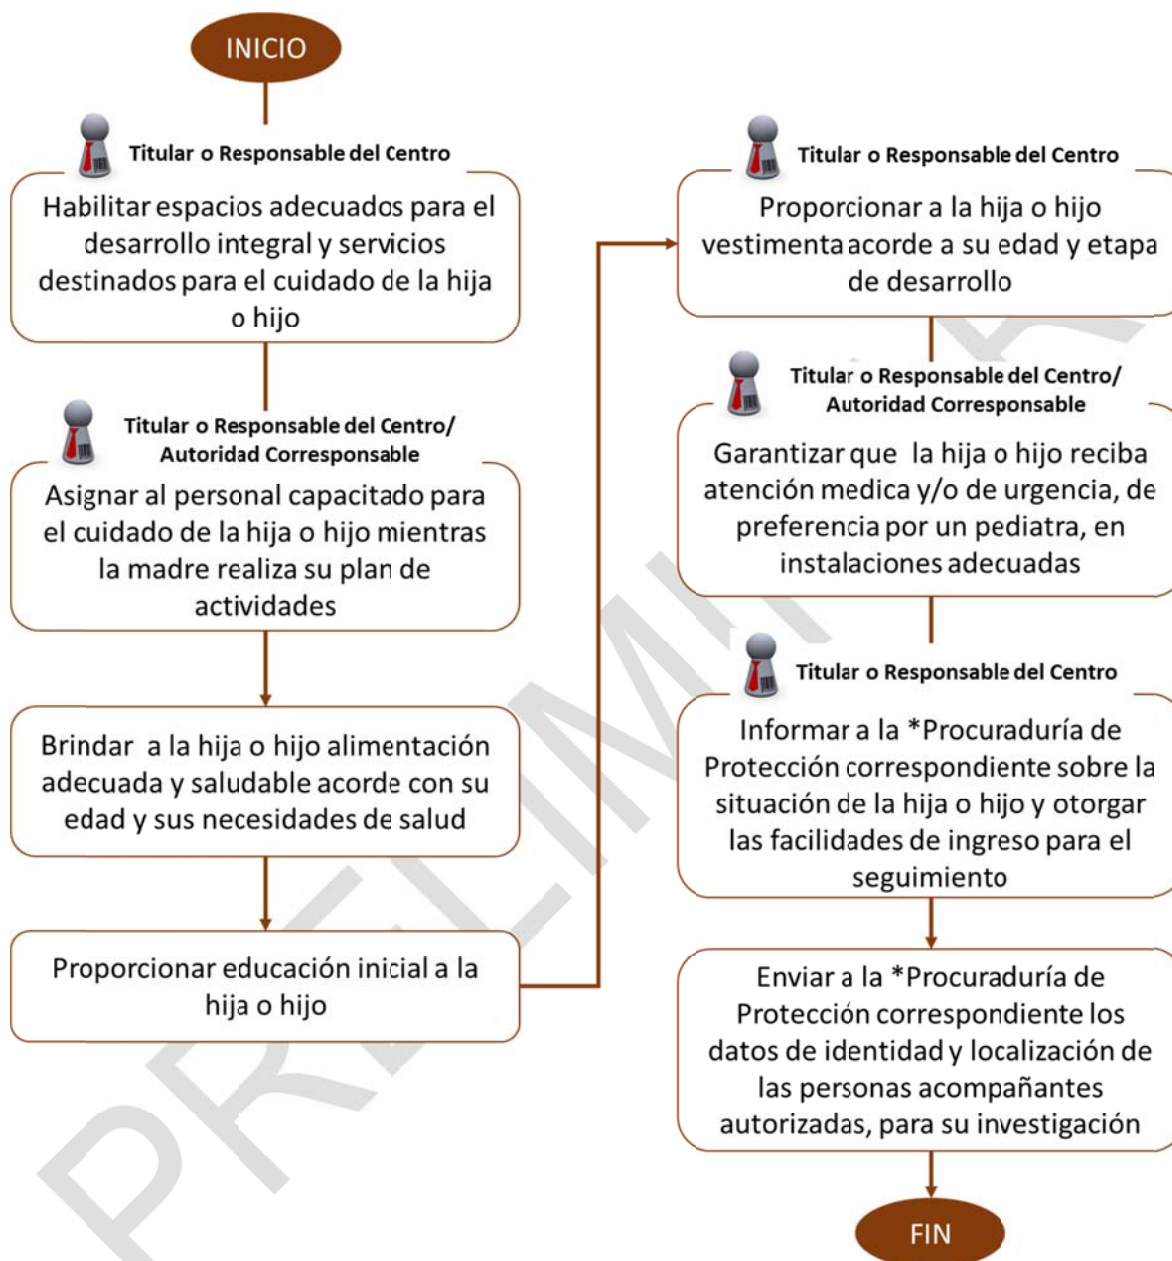 INICIO
Titular o Responsable del Centro
Habilitar espacios adecuados para el
desarrollo integral y servicios
destinados para el cuidado de la hija
o hijo
Titular o Responsable del Centro/
Autoridad Corresponsable
Asignar al personal capacitado para
el cuidado de la hija o hijo mientras
la madre realiza su plan de
actividades
Brindar a la hija o hijo alimentación
adecuada y saludable acorde con su
edad y sus necesidades de salud
Proporcionar educación inicial a la
hija o hijo
Titular o Responsable del Centro
Proporcionar a la hija o hijo
vestimenta acorde a su edad y etapa
de desarrollo
Titular o Responsable del Centro/
Autoridad Corresponsable
Garantizar que la hija o hijo reciba
atención medica y/o de urgencia, de
preferencia por un pediatra, en
instalaciones adecuadas
Titular o Responsable del Centro
Informar a la *Procuraduría de
Protección correspondiente sobre la
situación de la hija o hijo y otorgar
las facilidades de ingreso para el
seguimiento
Enviar a la *Procuraduría de
Protección correspondiente los
datos de identidad y localización de
las personas acompañantes
autorizadas, para su investigación
FIN